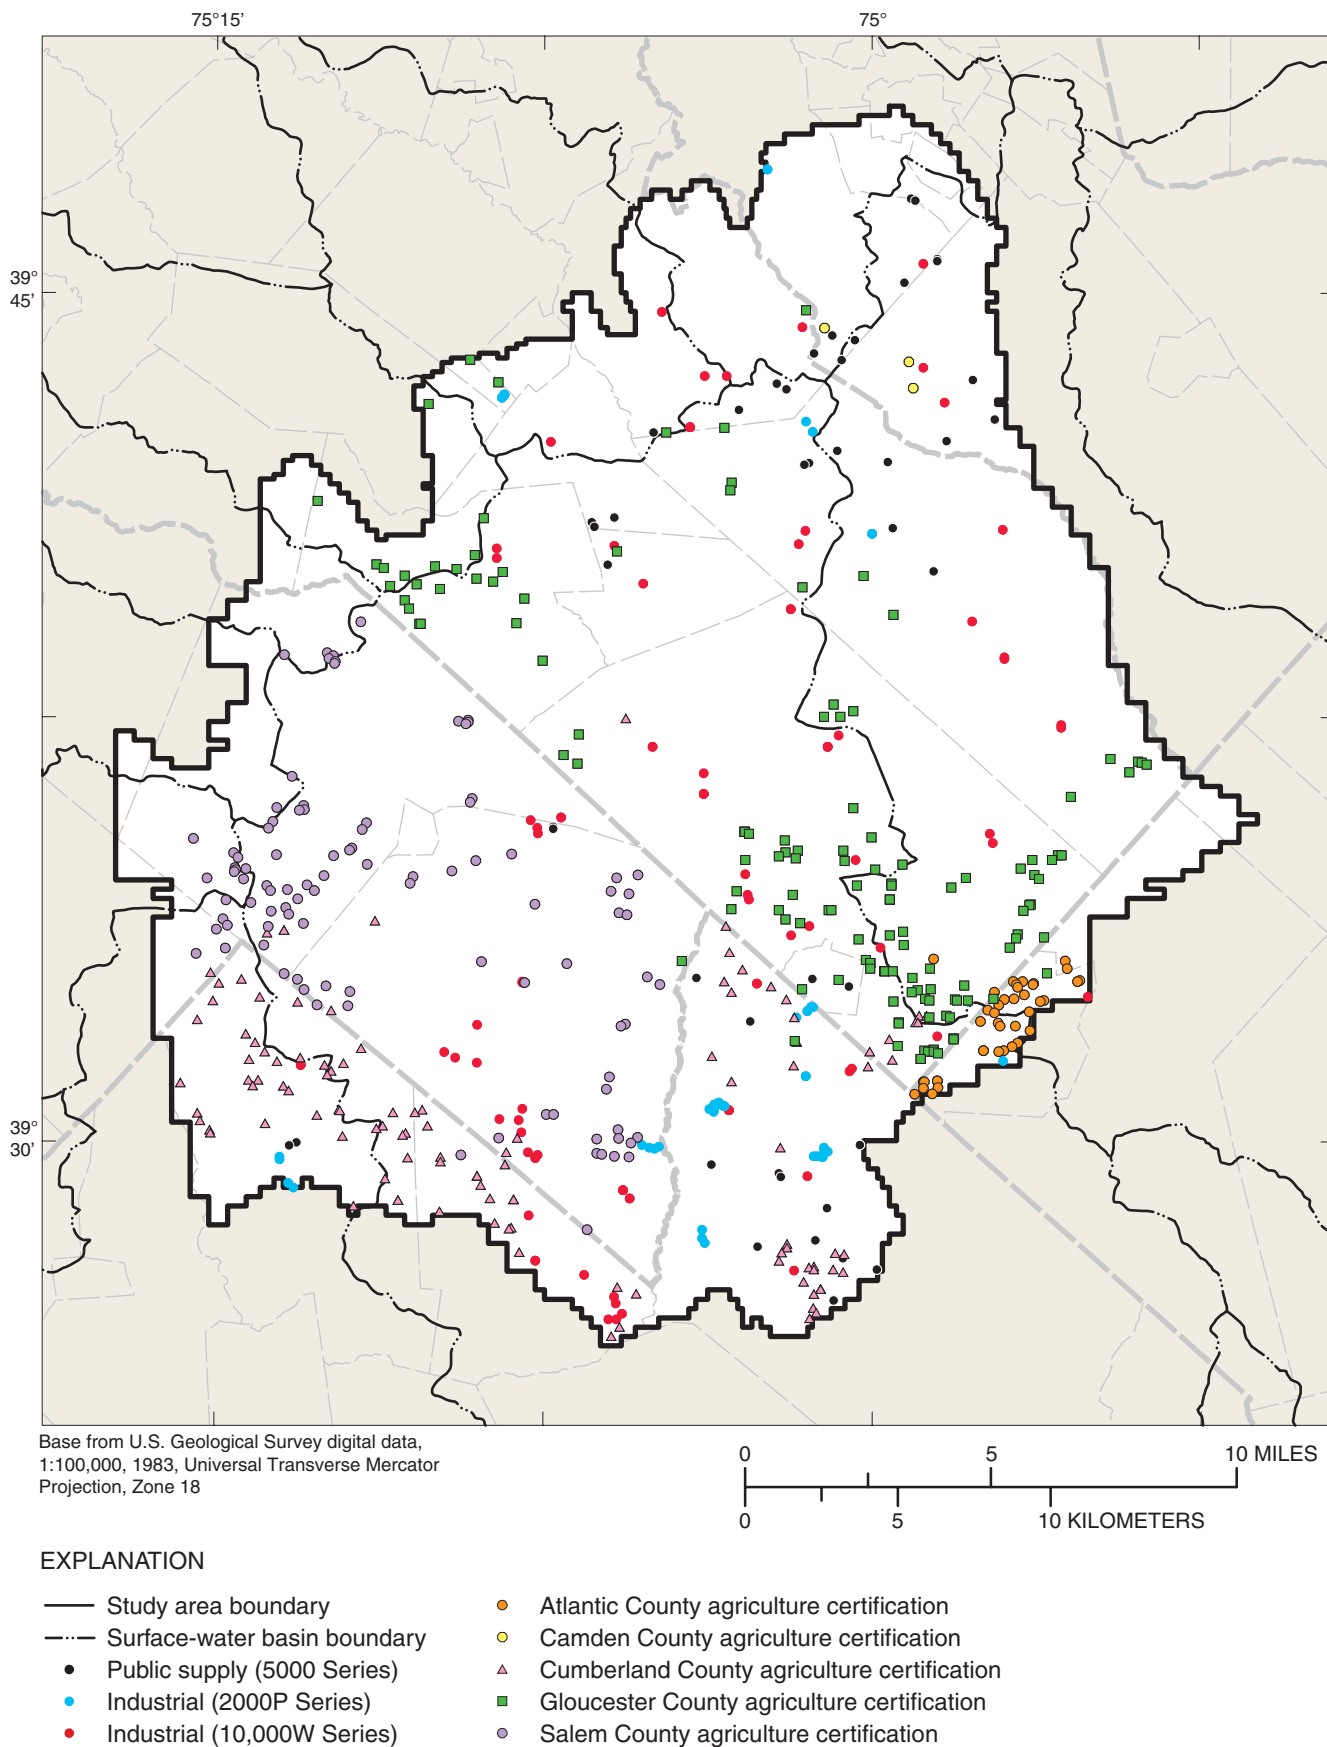 75°15'
75°
39°
45'
39°
30'
Base from U.S. Geological Survey digital data,
1:100,000, 1983, Universal Transverse Mercator
Projection, Zone 18
0 5 10 MILES
0 5 10 KILOMETERS
EXPLANATION
Study area boundary
Surface-water basin boundary
Public supply (5000 Series)
Industrial (2000P Series)
Industrial (10,000W Series)
Atlantic County agriculture certification
Camden County agriculture certification
Cumberland County agriculture certification
Gloucester County agriculture certification
Salem County agriculture certification